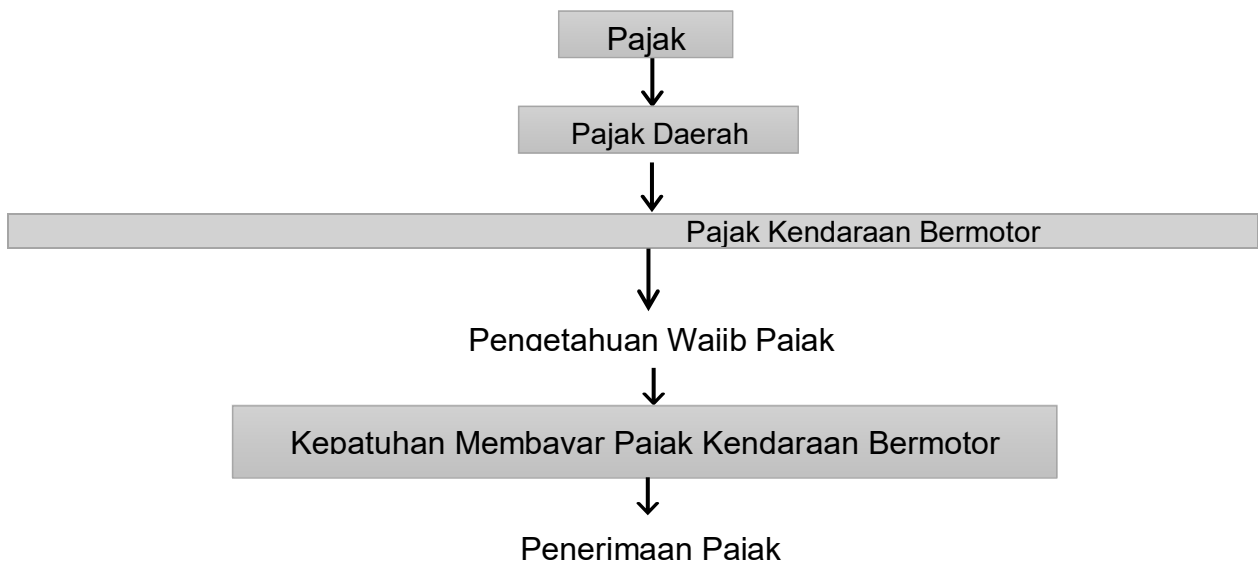 Pajak
Pajak Daerah
Pajak Kendaraan Bermotor
Pengetahuan Wajib Pajak
Kepatuhan Membayar Pajak Kendaraan Bermotor
Penerimaan Pajak